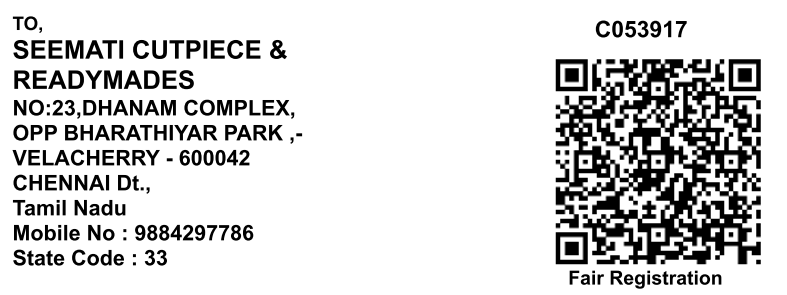 TO,
SEEMATI CUTPIECE &
READYMADES
NO:23,DHANAM COMPLEX,
OPP BHARATHIYAR PARK ,-
VELACHERRY - 600042
CHENNAI Dt.,
Tamil Nadu
Mobile No : 9884297786
State Code : 33
C053917
Fair Registration